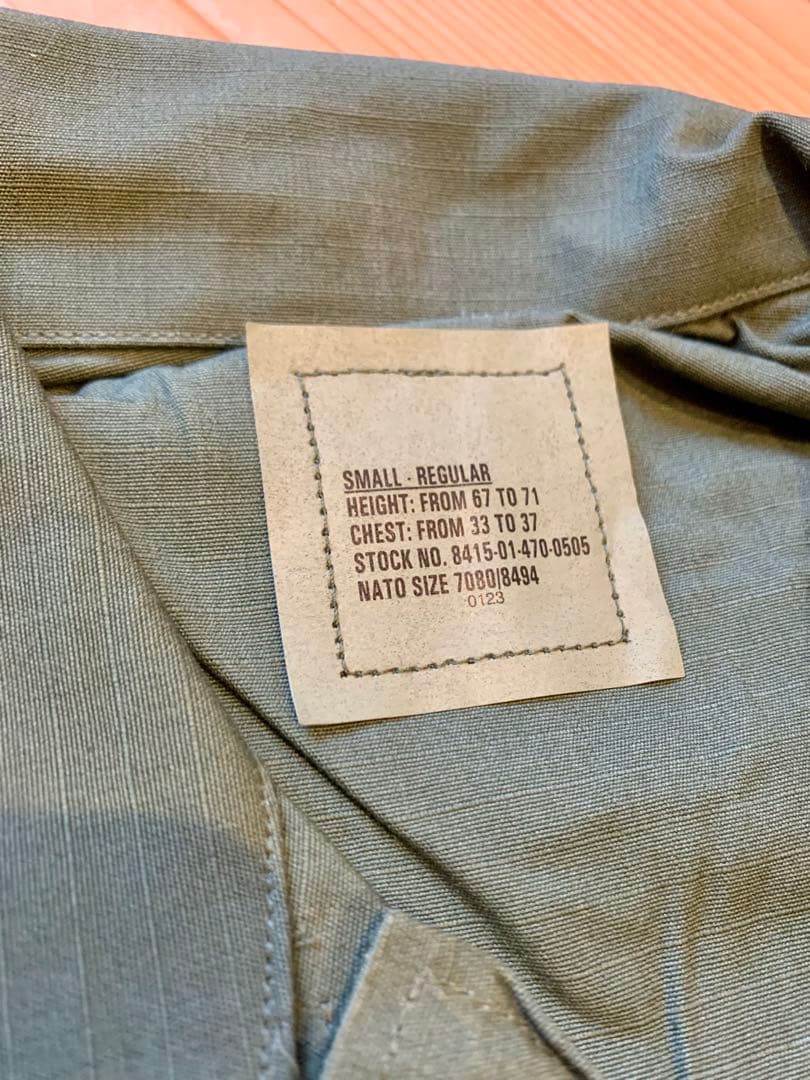 SMALL - REGULAR
HEIGHT: FROM 67 TO 71
CHEST: FROM 33 TO 37
STOCK NO. 8415-01-470-0505
NATO SIZE 7080/8494
0123